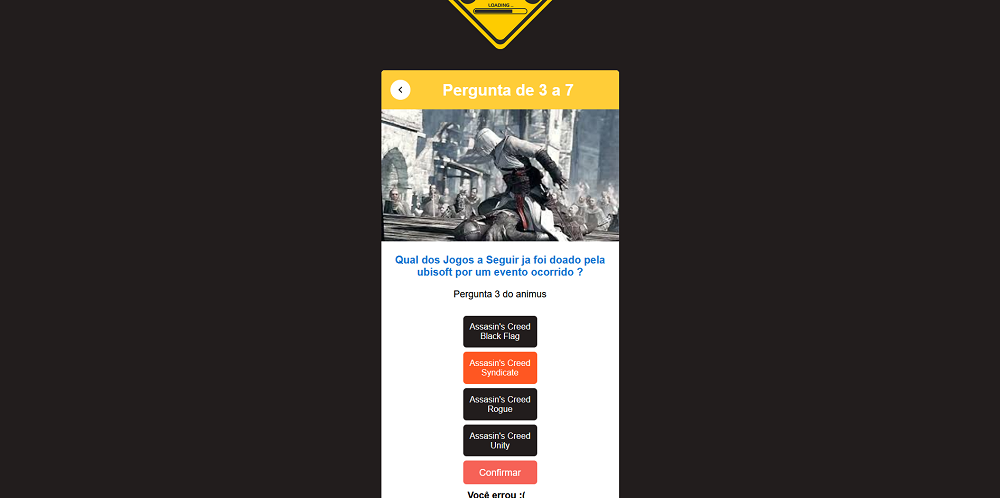 LOADING...
Pergunta de 3 a 7
Qual dos Jogos a Seguir ja foi doado pela
ubisoft por um evento ocorrido ?
Pergunta 3 do animus
Assasin's Creed
Black Flag
Assasin's Creed
Syndicate
Assasin's Creed
Rogue
Assasin's Creed
Unity
Confirmar
Você errou :(